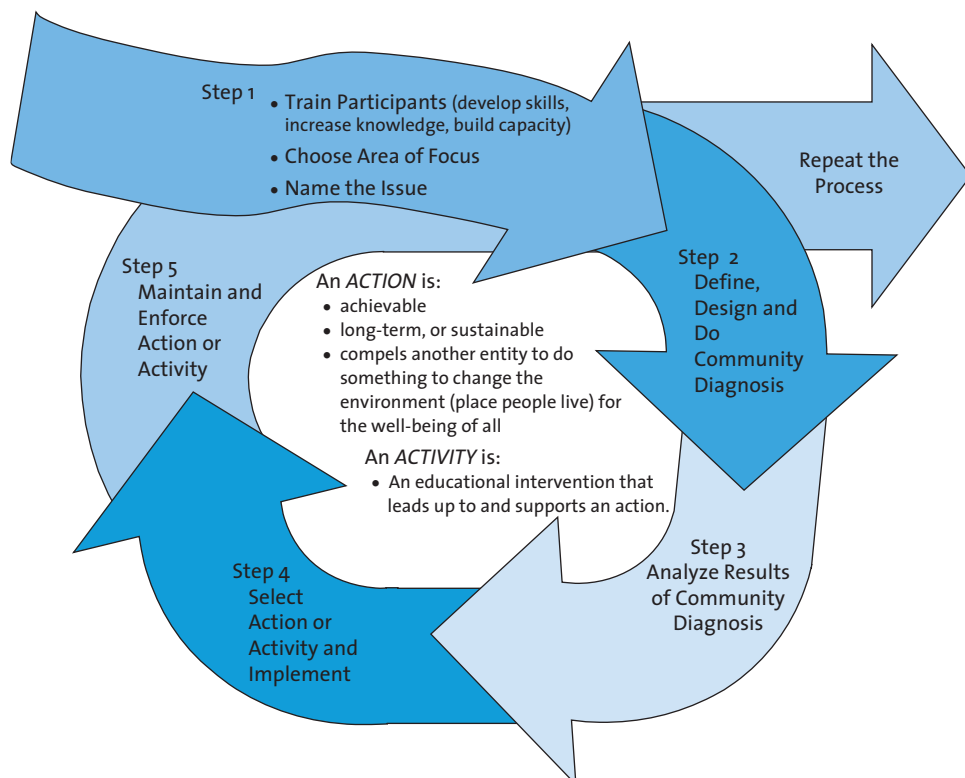 Step 1
• Train Participants (develop skills,
increase knowledge, build capacity)
• Choose Area of Focus
• Name the Issue
Repeat the
Process
Step 2
Define,
Design and
Do
Community
Diagnosis
Step 3
Analyze Results
of Community
Diagnosis
Step 4
Select
Action or
Activity and
Implement
Step 5
Maintain and
Enforce
Action or
Activity
An ACTION is:
• achievable
• long-term, or sustainable
• compels another entity to do
something to change the
environment (place people live) for
the well-being of all
An ACTIVITY is:
• An educational intervention that
leads up to and supports an action.